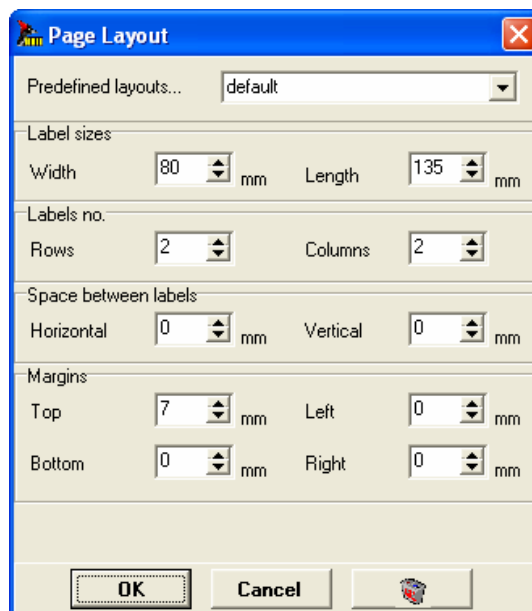 Page Layout
Predefined layouts... default
Label sizes
Width 80 mm Length 135 mm
Labels no.
Rows 2 Columns 2
Space between labels
Horizontal 0 mm Vertical 0 mm
Margins
Top 7 mm Left 0 mm
Bottom 0 mm Right 0 mm
OK Cancel